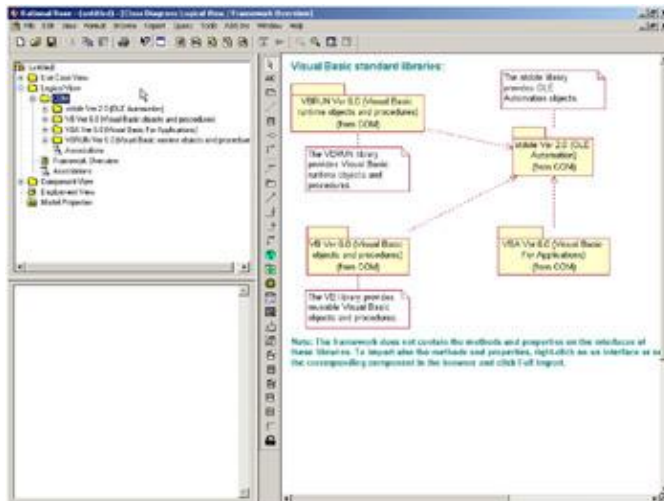 Rational Rose - (untitled) - [Class Diagram: Logical View / Framework Overview]
File Edit View Format Browse Report Query Tools Add-Ins Window Help
untitled
Use Case View
Logical View
COM
stdole Ver 2.0 (OLE Automation)
VB Ver 6.0 (Visual Basic objects and procedures)
VBA Ver 6.0 (Visual Basic For Applications)
VBRUN Ver 6.0 (Visual Basic runtime objects and procedures
Associations
Framework Overview
Associations
Component View
Deployment View
Model Properties
Visual Basic standard libraries:
The stdole library
provides OLE
Automation objects.
VBRUN Ver 6.0 (Visual Basic
runtime objects and procedures)
(from COM)
stdole Ver 2.0 (OLE
Automation)
(from COM)
The VBRUN library
provides Visual Basic
runtime objects and
procedures.
VB Ver 6.0 (Visual Basic
objects and procedures)
(from COM)
VBA Ver 6.0 (Visual Basic
For Applications)
(from COM)
The VB library provides
reusable Visual Basic
objects and procedures.
Note: The framework does not contain the methods and properties on the interfaces of
these libraries. To import also the methods and properties, right-click on an interface or
the corresponding component in the browser and click Full Import.